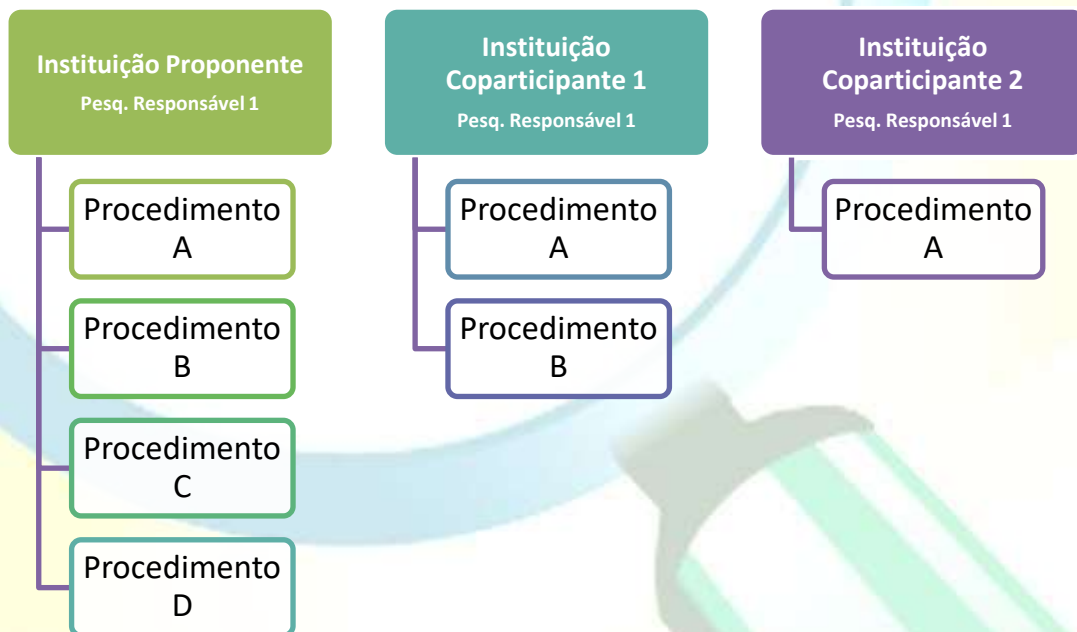 Instituição Proponente
Pesq. Responsável 1
Procedimento
A
Procedimento
B
Procedimento
C
Procedimento
D
Instituição
Coparticipante 1
Pesq. Responsável 1
Procedimento
A
Procedimento
B
Instituição
Coparticipante 2
Pesq. Responsável 1
Procedimento
A